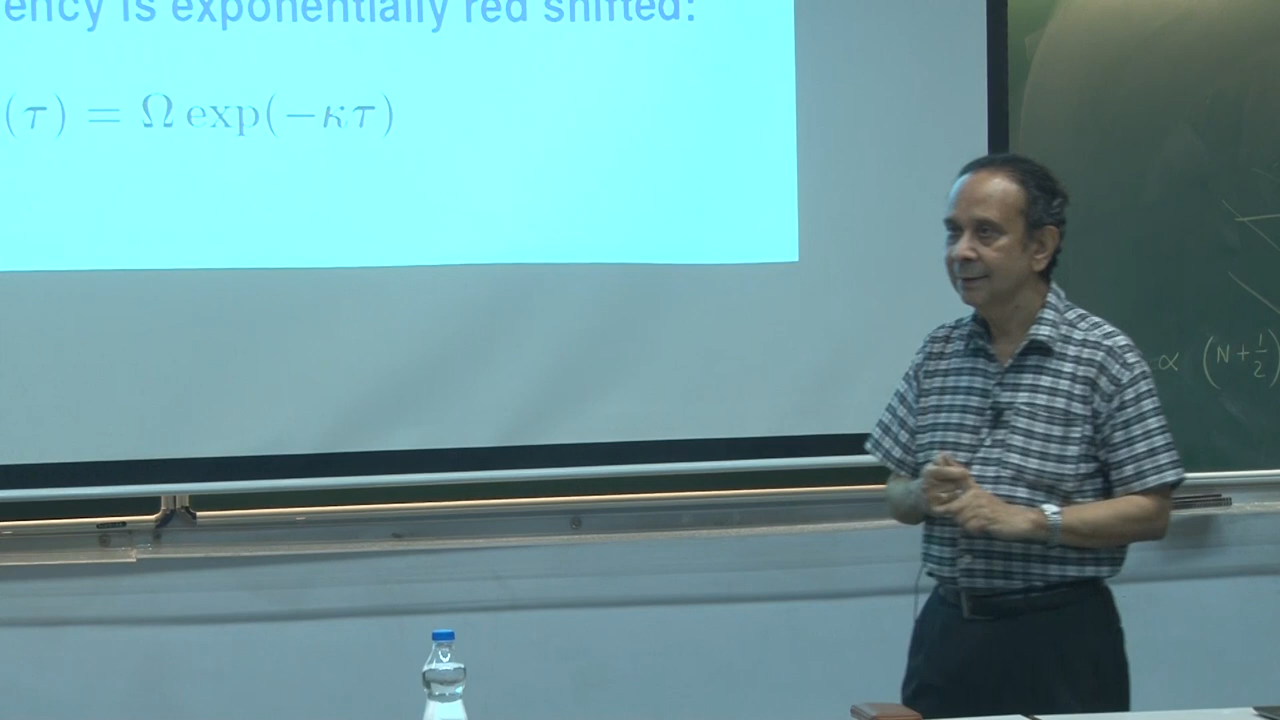 ency is exponentially red shifted:
(τ) = Ω exp(−κτ)
∝ (N + 1/2)